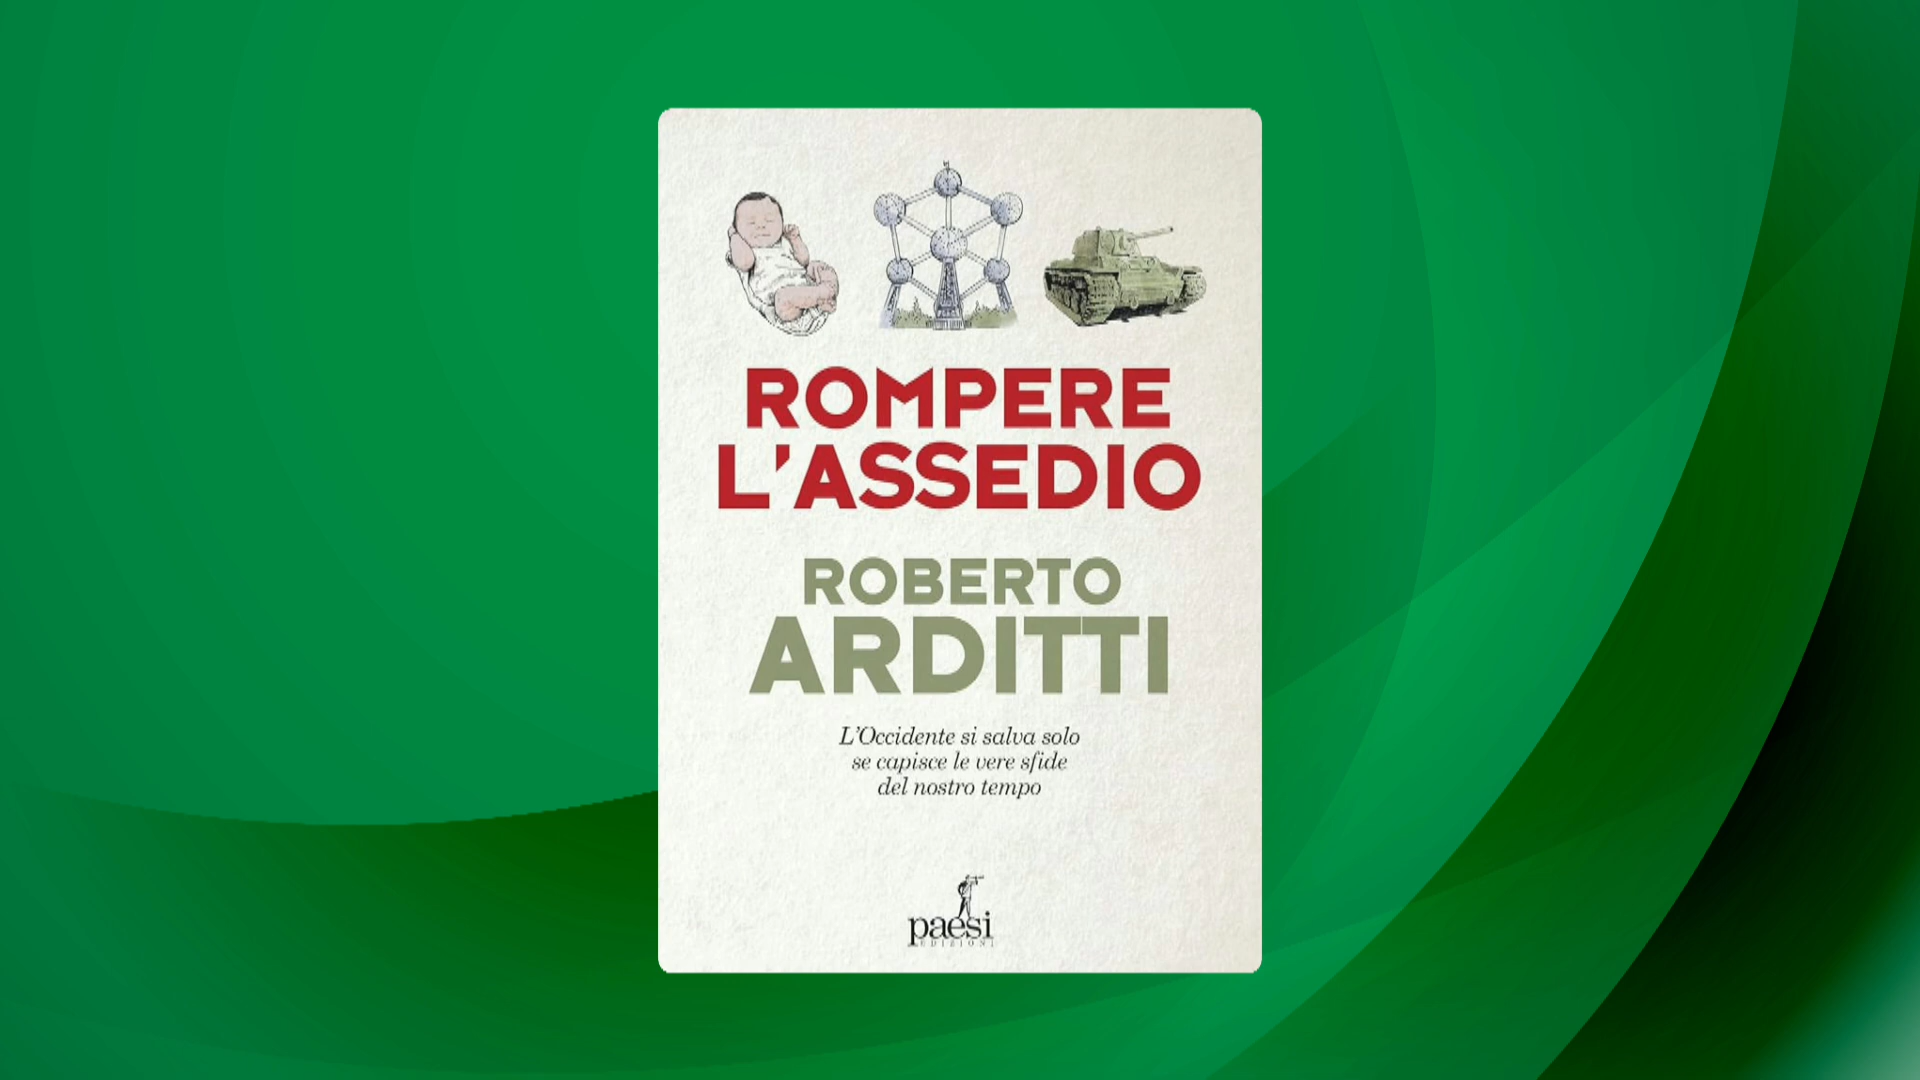 ROMPERE
L'ASSEDIO
ROBERTO
ARDITTI
L'Occidente si salva solo
se capisce le vere sfide
del nostro tempo
paesi
EDIZIONI